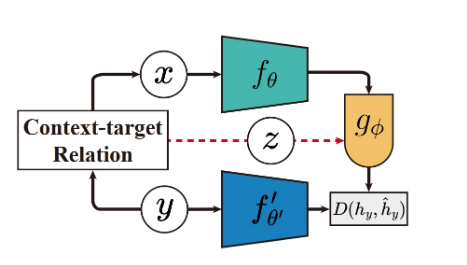 x
f_θ
Context-target
Relation
z
g_ϕ
y
f'_θ'
D(h_y, ĥ_y)